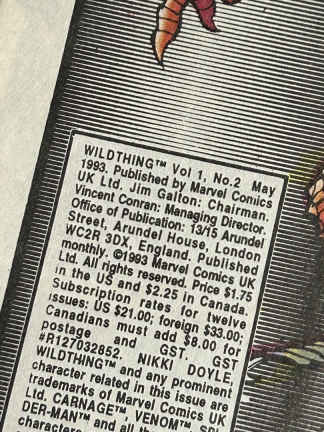 WILDTHING™ Vol 1, No.2 May
1993. Published by Marvel Comics
UK Ltd. Jim Galton: Chairman.
Vincent Conran: Managing Director.
Office of Publication: 13/15 Arundel
Street, Arundel House, London
WC2R 3DX, England. Published
monthly. ©1993 Marvel Comics UK
Ltd. All rights reserved. Price $1.75
in the US and $2.25 in Canada.
Subscription rates for twelve
issues: US $21.00; foreign $33.00;
Canadians must add $8.00 for
postage and GST. GST
#R127032852. NIKKI DOYLE,
WILDTHING™ and any prominent
character related in this issue are
trademarks of Marvel Comics UK
Ltd. CARNAGE™, VENOM™, SPI-
DER-MAN™ and all
characters